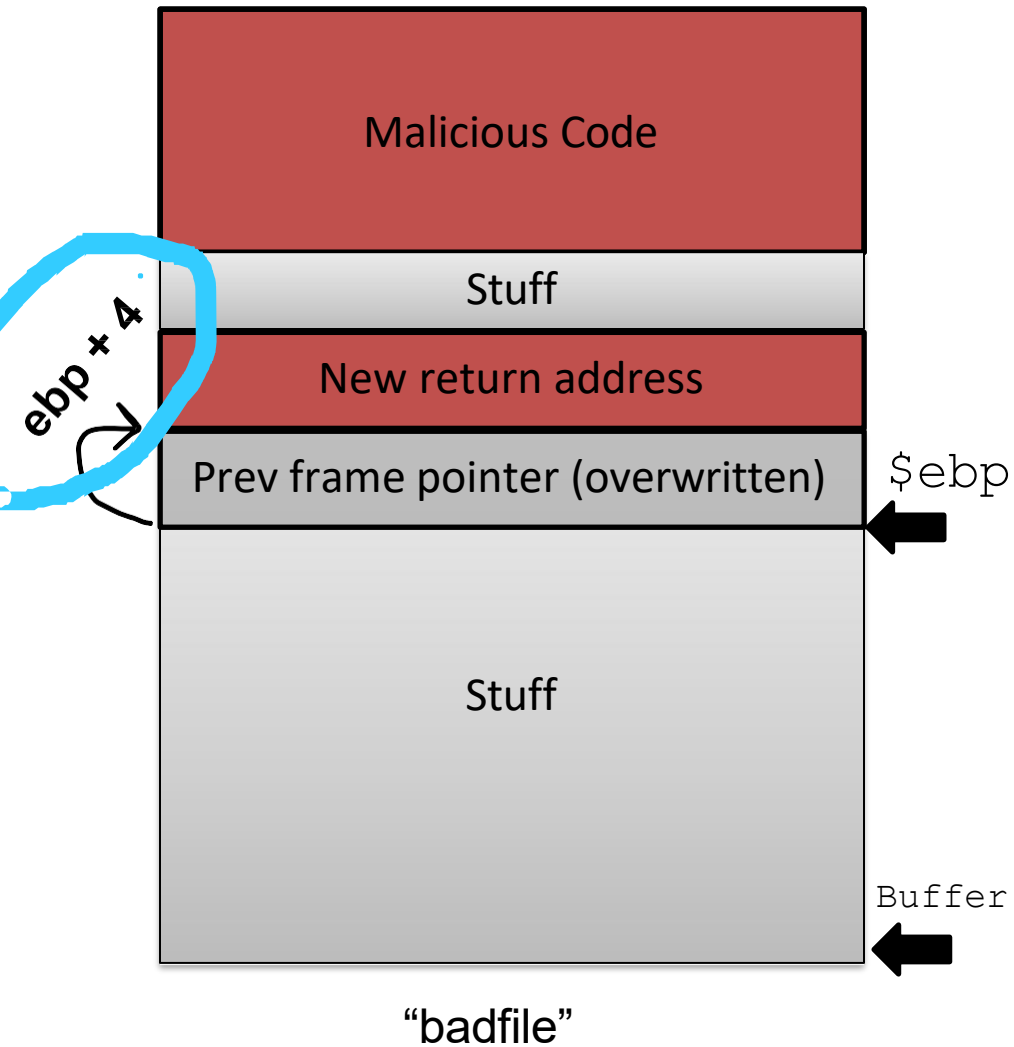 Malicious Code
Stuff
ebp + 4
New return address
Prev frame pointer (overwritten)
$ebp
Stuff
Buffer
“badfile”